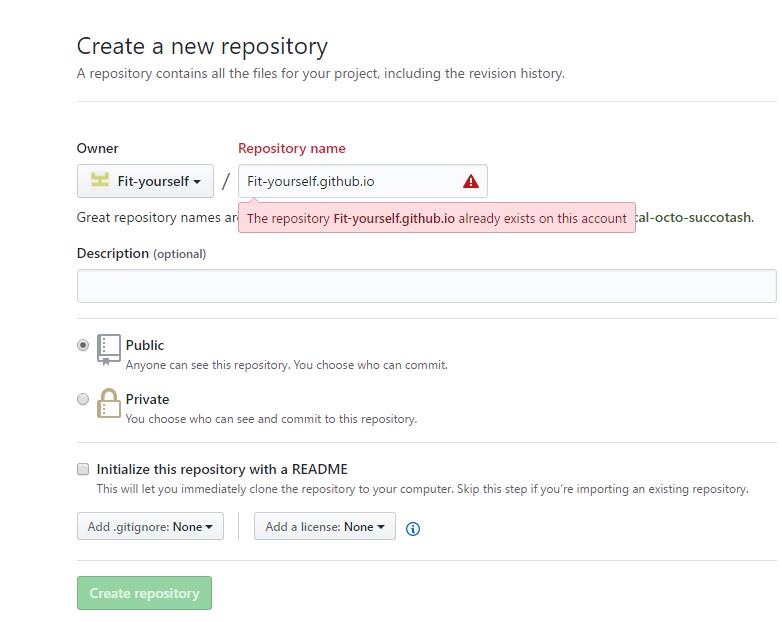 Create a new repository
A repository contains all the files for your project, including the revision history.
Owner
Repository name
Fit-yourself
/
Fit-yourself.github.io
Great repository names are
The repository Fit-yourself.github.io already exists on this account
cal-octo-succotash.
Description (optional)
Public
Anyone can see this repository. You choose who can commit.
Private
You choose who can see and commit to this repository.
Initialize this repository with a README
This will let you immediately clone the repository to your computer. Skip this step if you’re importing an existing repository.
Add .gitignore: None
Add a license: None
Create repository